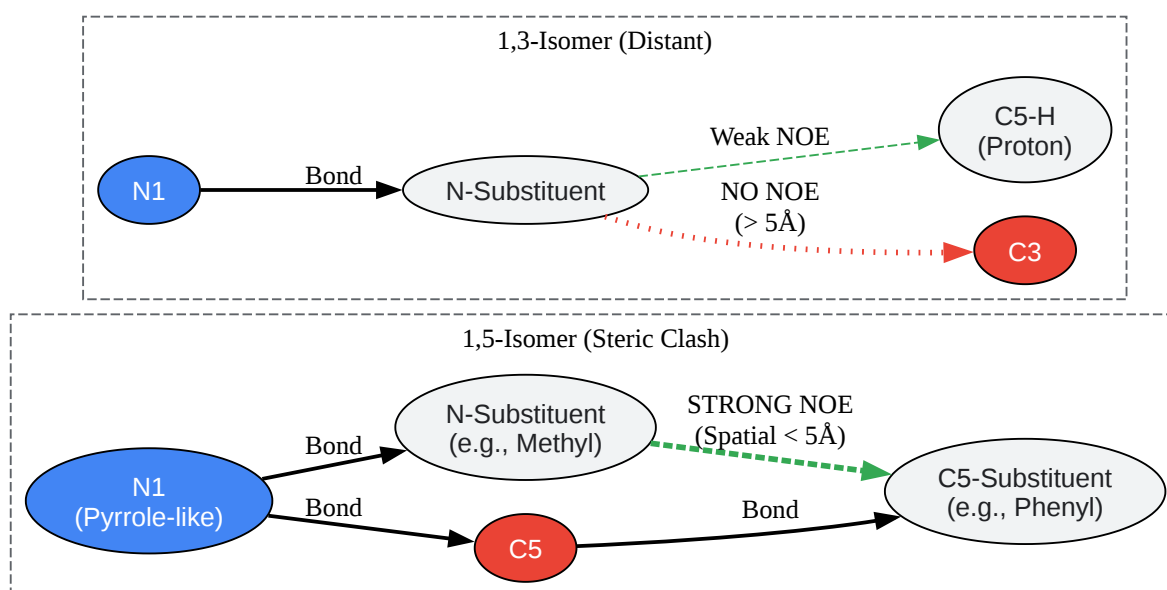 1,3-Isomer (Distant)
C5-H
(Proton)
Weak NOE
N1
Bond
N-Substituent
NO NOE
(> 5Å)
C3
1,5-Isomer (Steric Clash)
N-Substituent
(e.g., Methyl)
STRONG NOE
(Spatial < 5Å)
Bond
N1
(Pyrrole-like)
C5-Substituent
(e.g., Phenyl)
Bond
Bond
C5